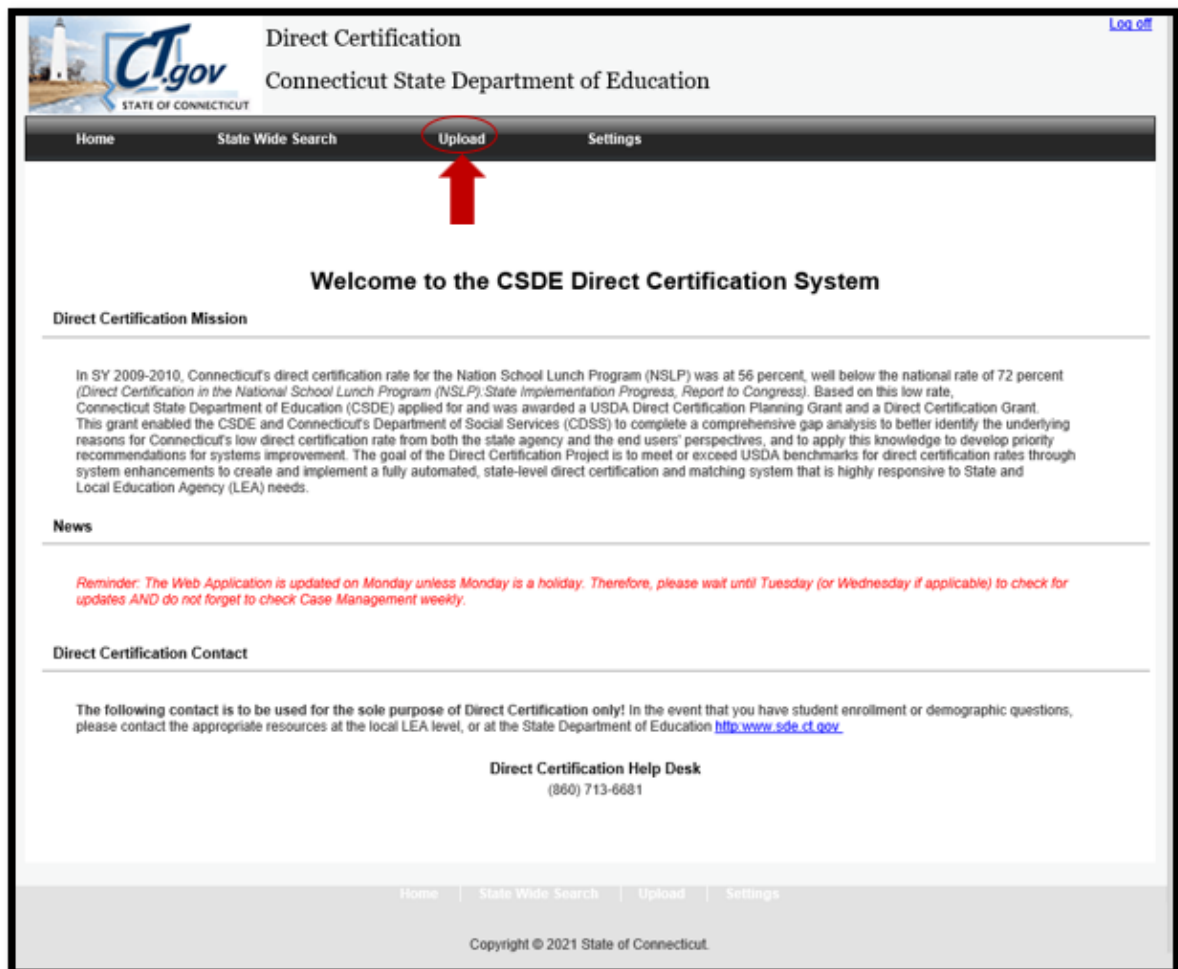 Log off
CT.gov
STATE OF CONNECTICUT
Direct Certification
Connecticut State Department of Education
Home State Wide Search Upload Settings
Welcome to the CSDE Direct Certification System
Direct Certification Mission
In SY 2009-2010, Connecticut's direct certification rate for the Nation School Lunch Program (NSLP) was at 56 percent, well below the national rate of 72 percent
(Direct Certification in the National School Lunch Program (NSLP):State Implementation Progress, Report to Congress). Based on this low rate,
Connecticut State Department of Education (CSDE) applied for and was awarded a USDA Direct Certification Planning Grant and a Direct Certification Grant.
This grant enabled the CSDE and Connecticut's Department of Social Services (CDSS) to complete a comprehensive gap analysis to better identify the underlying
reasons for Connecticut's low direct certification rate from both the state agency and the end users' perspectives, and to apply this knowledge to develop priority
recommendations for systems improvement. The goal of the Direct Certification Project is to meet or exceed USDA benchmarks for direct certification rates through
system enhancements to create and implement a fully automated, state-level direct certification and matching system that is highly responsive to State and
Local Education Agency (LEA) needs.
News
Reminder: The Web Application is updated on Monday unless Monday is a holiday. Therefore, please wait until Tuesday (or Wednesday if applicable) to check for
updates AND do not forget to check Case Management weekly.
Direct Certification Contact
The following contact is to be used for the sole purpose of Direct Certification only! In the event that you have student enrollment or demographic questions,
please contact the appropriate resources at the local LEA level, or at the State Department of Education http:www.sde.ct.gov
Direct Certification Help Desk
(860) 713-6681
Home | State Wide Search | Upload | Settings
Copyright © 2021 State of Connecticut.